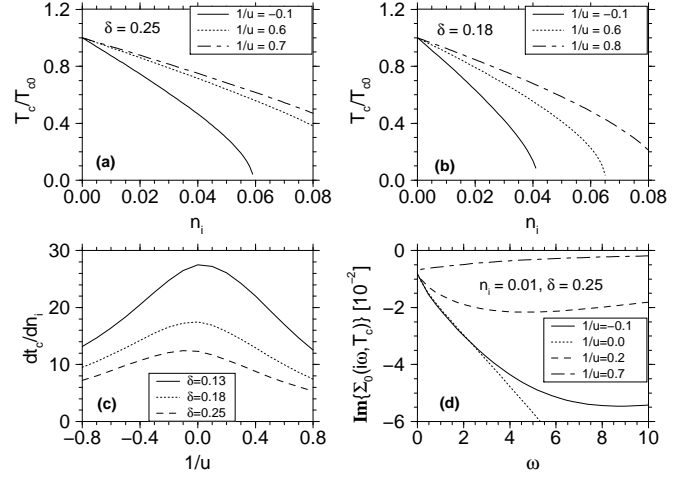 1.2
0.8
0.4
0.0
T_c/T_c0
δ = 0.25
1/u = −0.1
1/u = 0.6
1/u = 0.7
(a)
0.00 0.02 0.04 0.06 0.08
n_i
1.2
0.8
0.4
0.0
T_c/T_c0
δ = 0.18
1/u = −0.1
1/u = 0.6
1/u = 0.8
(b)
0.00 0.02 0.04 0.06 0.08
n_i
30
20
10
0
dt_c/dn_i
(c)
δ=0.13
δ=0.18
δ=0.25
−0.8 −0.4 0.0 0.4 0.8
1/u
0
−2
−4
−6
Im{Σ_0(iω,T_c)} [10^-2]
n_i = 0.01, δ = 0.25
1/u=−0.1
1/u=0.0
1/u=0.2
1/u=0.7
(d)
0 2 4 6 8 10
ω